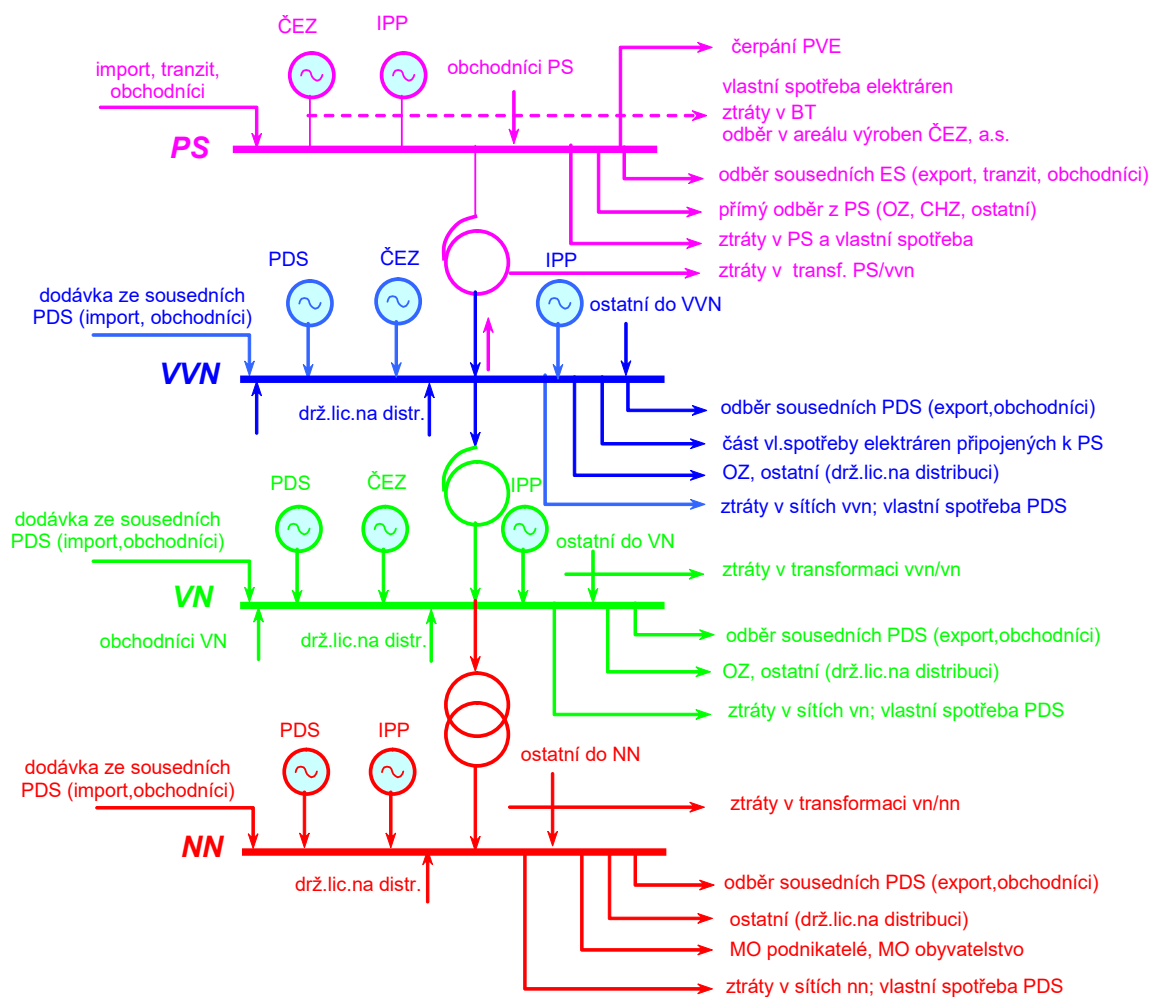 ČEZ
IPP
import, tranzit,
obchodníci
obchodníci PS
čerpání PVE
vlastní spotřeba elektráren
ztráty v BT
odběr v areálu výroben ČEZ, a.s.
PS
odběr sousedních ES (export, tranzit, obchodníci)
přímý odběr z PS (OZ, CHZ, ostatní)
ztráty v PS a vlastní spotřeba
ztráty v transf. PS/vvn
PDS
ČEZ
IPP
dodávka ze sousedních
PDS (import, obchodníci)
ostatní do VVN
VVN
drž.lic.na distr.
odběr sousedních PDS (export,obchodníci)
část vl.spotřeby elektráren připojených k PS
OZ, ostatní (drž.lic.na distribuci)
ztráty v sítích vvn; vlastní spotřeba PDS
PDS
ČEZ
IPP
dodávka ze sousedních
PDS (import,obchodníci)
ostatní do VN
ztráty v transformaci vvn/vn
VN
obchodníci VN
drž.lic.na distr.
odběr sousedních PDS (export,obchodníci)
OZ, ostatní (drž.lic.na distribuci)
ztráty v sítích vn; vlastní spotřeba PDS
PDS
IPP
dodávka ze sousedních
PDS (import,obchodníci)
ostatní do NN
ztráty v transformaci vn/nn
NN
drž.lic.na distr.
odběr sousedních PDS (export,obchodníci)
ostatní (drž.lic.na distribuci)
MO podnikatelé, MO obyvatelstvo
ztráty v sítích nn; vlastní spotřeba PDS